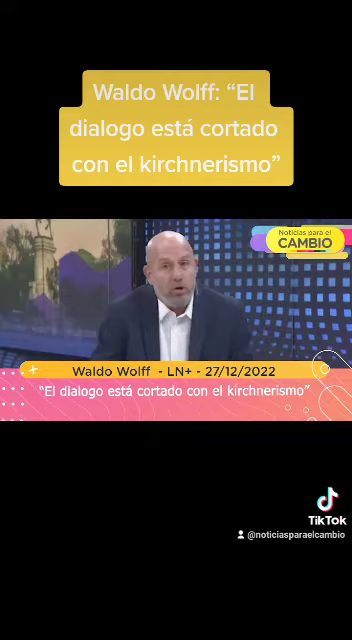 Waldo Wolff: “El
dialogo está cortado
con el kirchnerismo”
Noticias para el
CAMBIO
Waldo Wolff - LN+ - 27/12/2022
“El dialogo está cortado con el kirchnerismo”
TikTok
@noticiasparaelcambio